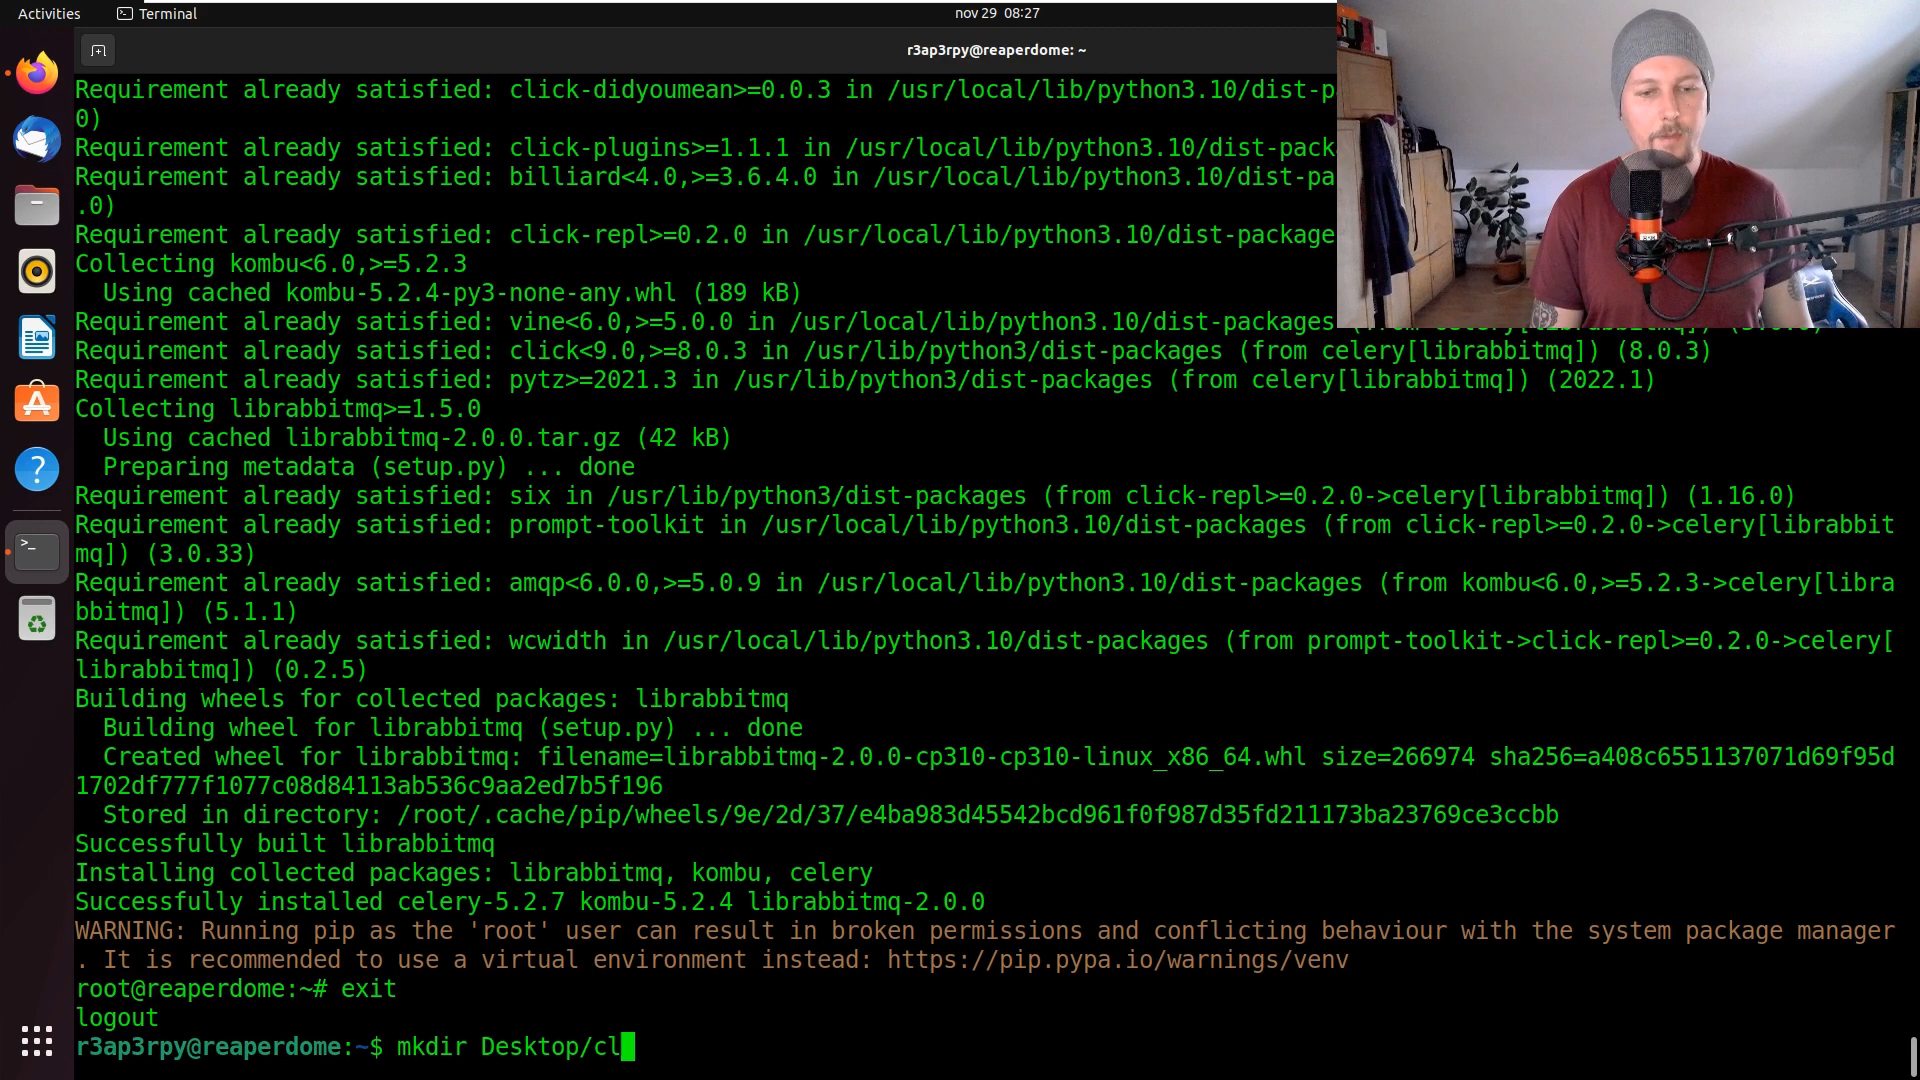 Activities
Terminal
nov 29 08:27
r3ap3rpy@reaperdome: ~
Requirement already satisfied: click-didyoumean>=0.0.3 in /usr/local/lib/python3.10/dist-p
0)
Requirement already satisfied: click-plugins>=1.1.1 in /usr/local/lib/python3.10/dist-pack
Requirement already satisfied: billiard<4.0,>=3.6.4.0 in /usr/local/lib/python3.10/dist-pa
.0)
Requirement already satisfied: click-repl>=0.2.0 in /usr/local/lib/python3.10/dist-package
Collecting kombu<6.0,>=5.2.3
  Using cached kombu-5.2.4-py3-none-any.whl (189 kB)
Requirement already satisfied: vine<6.0,>=5.0.0 in /usr/local/lib/python3.10/dist-packages
Requirement already satisfied: click<9.0,>=8.0.3 in /usr/lib/python3/dist-packages (from celery[librabbitmq]) (8.0.3)
Requirement already satisfied: pytz>=2021.3 in /usr/lib/python3/dist-packages (from celery[librabbitmq]) (2022.1)
Collecting librabbitmq>=1.5.0
  Using cached librabbitmq-2.0.0.tar.gz (42 kB)
  Preparing metadata (setup.py) ... done
Requirement already satisfied: six in /usr/lib/python3/dist-packages (from click-repl>=0.2.0->celery[librabbitmq]) (1.16.0)
Requirement already satisfied: prompt-toolkit in /usr/local/lib/python3.10/dist-packages (from click-repl>=0.2.0->celery[librabbit
mq]) (3.0.33)
Requirement already satisfied: amqp<6.0.0,>=5.0.9 in /usr/local/lib/python3.10/dist-packages (from kombu<6.0,>=5.2.3->celery[libra
bbitmq]) (5.1.1)
Requirement already satisfied: wcwidth in /usr/local/lib/python3.10/dist-packages (from prompt-toolkit->click-repl>=0.2.0->celery[
librabbitmq]) (0.2.5)
Building wheels for collected packages: librabbitmq
  Building wheel for librabbitmq (setup.py) ... done
  Created wheel for librabbitmq: filename=librabbitmq-2.0.0-cp310-cp310-linux_x86_64.whl size=266974 sha256=a408c6551137071d69f95d
1702df777f1077c08d84113ab536c9aa2ed7b5f196
  Stored in directory: /root/.cache/pip/wheels/9e/2d/37/e4ba983d45542bcd961f0f987d35fd211173ba23769ce3ccbb
Successfully built librabbitmq
Installing collected packages: librabbitmq, kombu, celery
Successfully installed celery-5.2.7 kombu-5.2.4 librabbitmq-2.0.0
WARNING: Running pip as the 'root' user can result in broken permissions and conflicting behaviour with the system package manager
. It is recommended to use a virtual environment instead: https://pip.pypa.io/warnings/venv
root@reaperdome:~# exit
logout
r3ap3rpy@reaperdome:~$ mkdir Desktop/cl